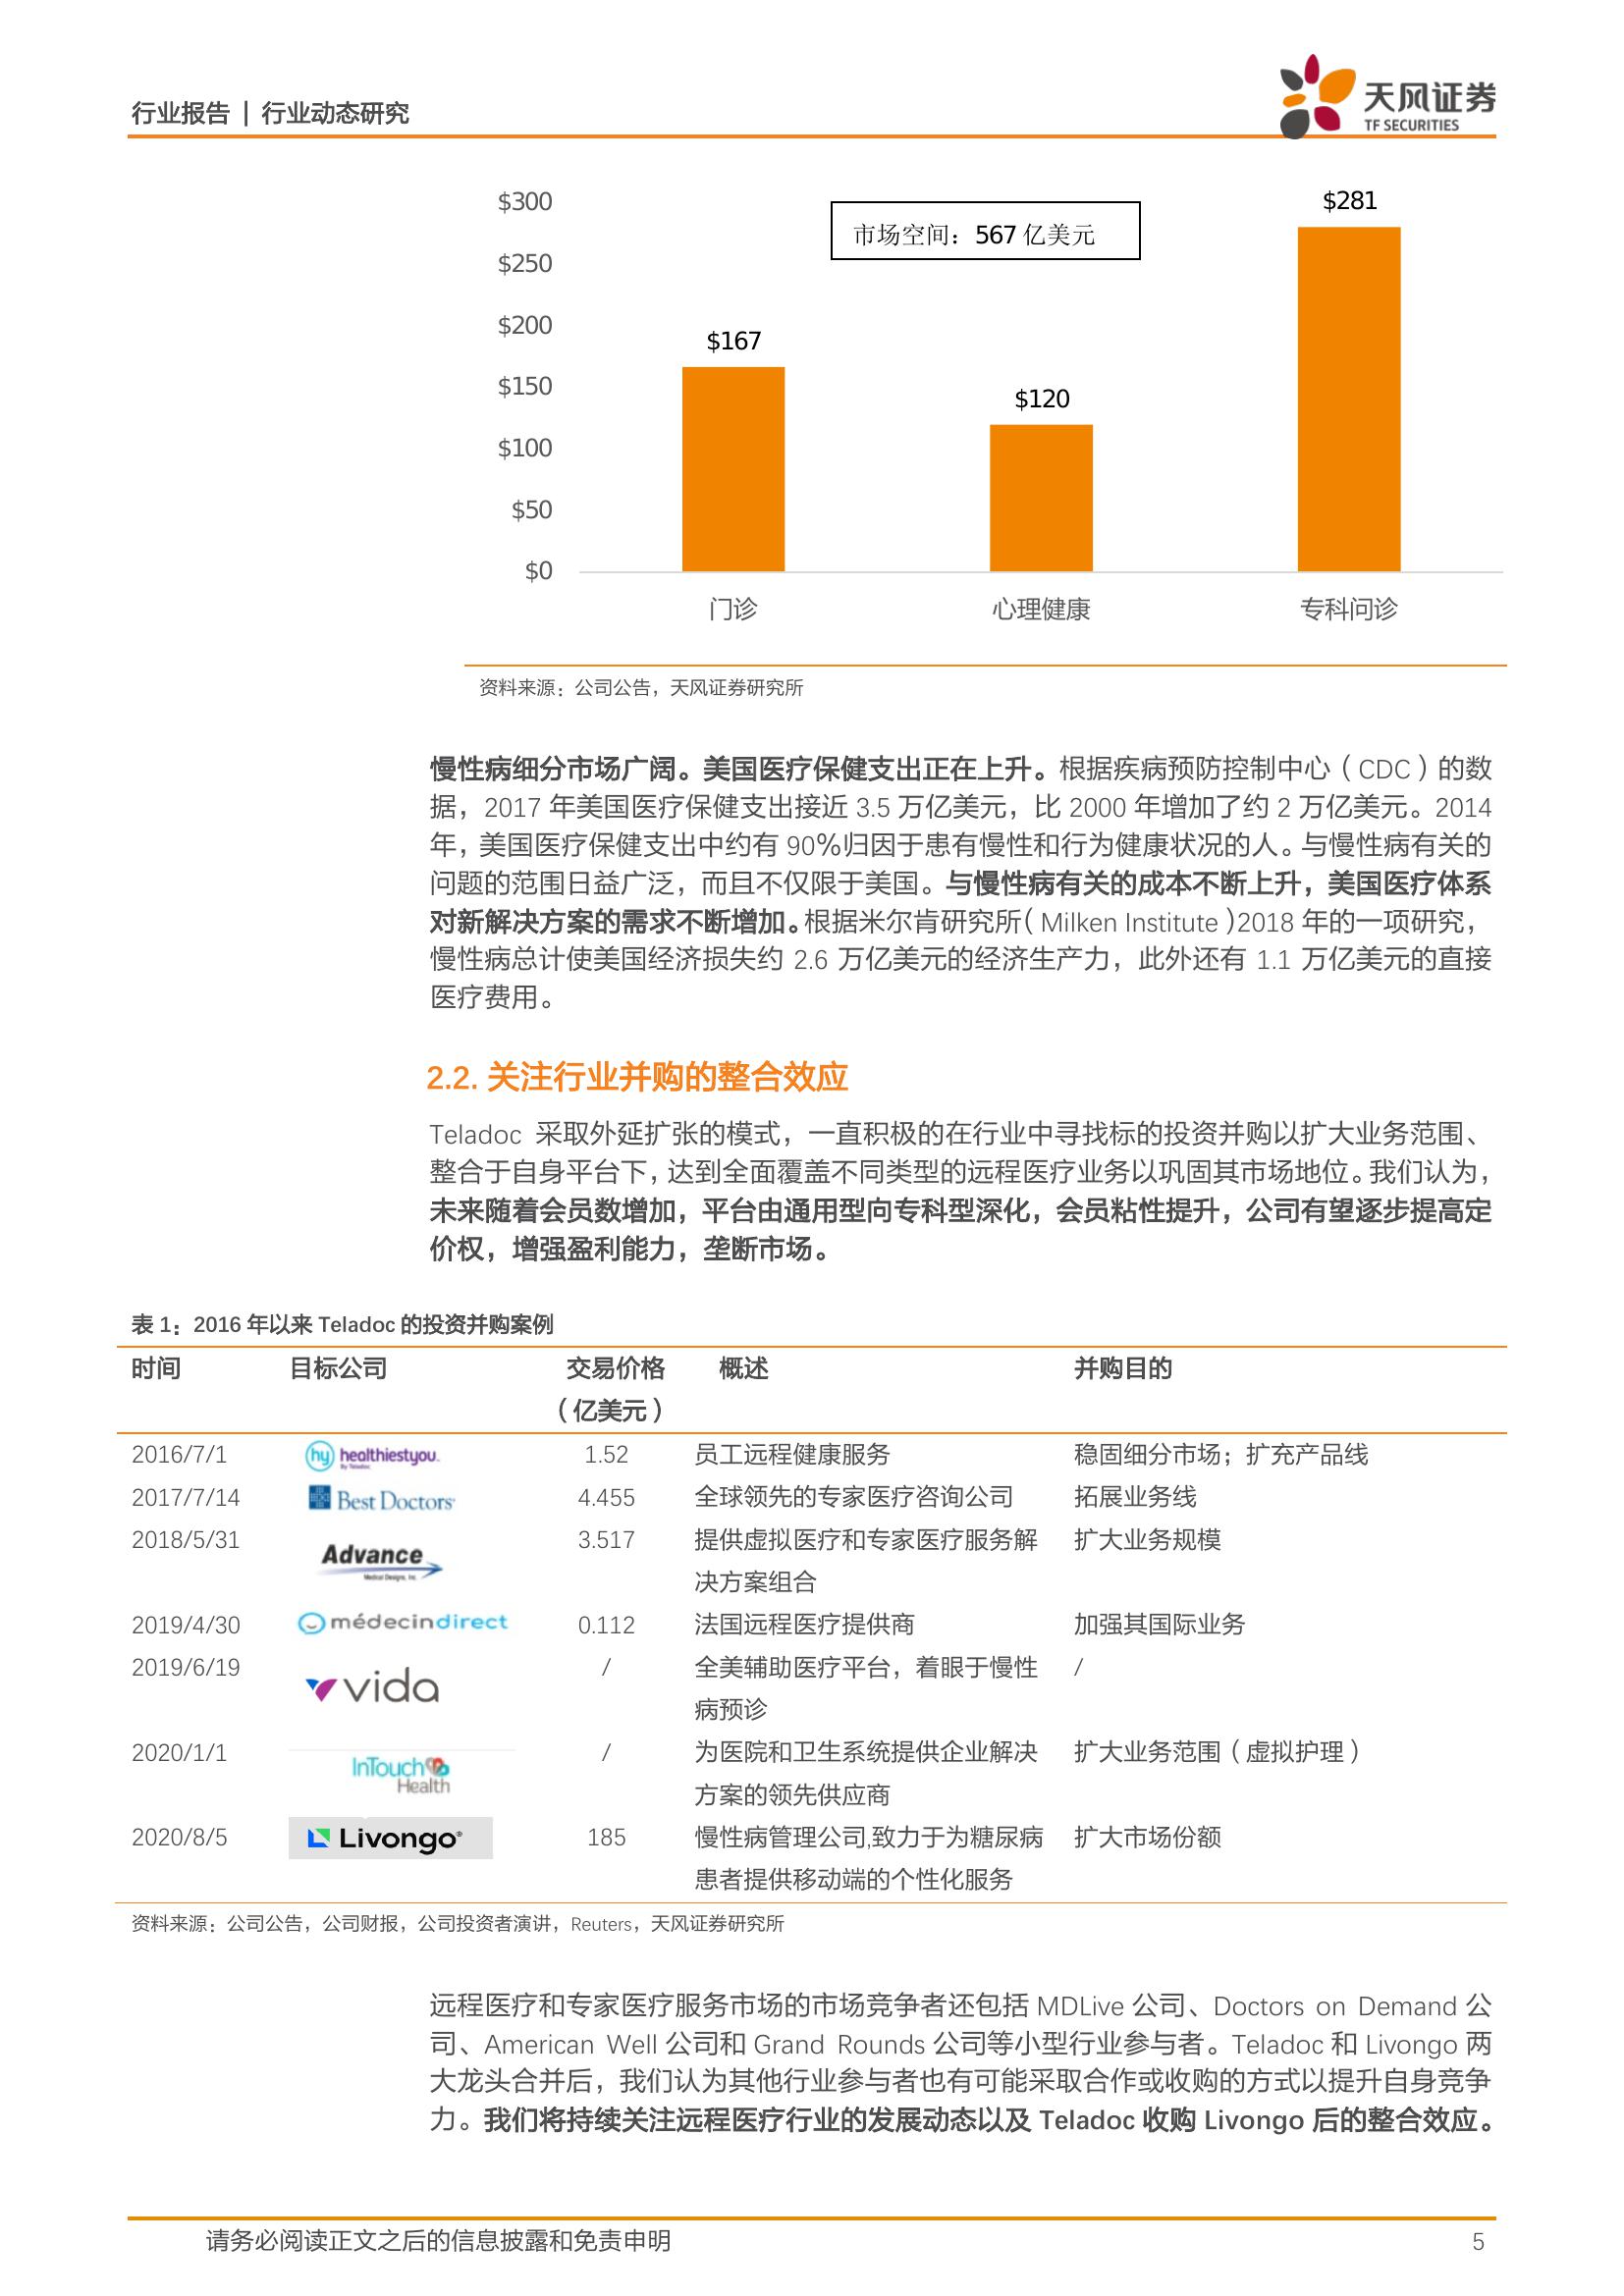 行业报告 | 行业动态研究
天风证券
TF SECURITIES
$300
$250
$200
$150
$100
$50
$0
市场空间：567 亿美元
$167
$120
$281
门诊
心理健康
专科问诊
资料来源：公司公告，天风证券研究所
慢性病细分市场广阔。美国医疗保健支出正在上升。根据疾病预防控制中心（CDC）的数
据，2017 年美国医疗保健支出接近 3.5 万亿美元，比 2000 年增加了约 2 万亿美元。2014
年，美国医疗保健支出中约有 90%归因于患有慢性和行为健康状况的人。与慢性病有关的
问题的范围日益广泛，而且不仅限于美国。与慢性病有关的成本不断上升，美国医疗体系
对新解决方案的需求不断增加。根据米尔肯研究所（Milken Institute）2018 年的一项研究，
慢性病总计使美国经济损失约 2.6 万亿美元的经济生产力，此外还有 1.1 万亿美元的直接
医疗费用。
2.2. 关注行业并购的整合效应
Teladoc 采取外延扩张的模式，一直积极的在行业中寻找标的投资并购以扩大业务范围、
整合于自身平台下，达到全面覆盖不同类型的远程医疗业务以巩固其市场地位。我们认为，
未来随着会员数增加，平台由通用型向专科型深化，会员粘性提升，公司有望逐步提高定
价权，增强盈利能力，垄断市场。
表 1：2016 年以来 Teladoc 的投资并购案例
时间 目标公司 交易价格 概述 并购目的
（亿美元）
2016/7/1 hy healthiestyou. By Teladoc 1.52 员工远程健康服务 稳固细分市场；扩充产品线
2017/7/14 Best Doctors 4.455 全球领先的专家医疗咨询公司 拓展业务线
2018/5/31 Advance Medical Designs, Inc. 3.517 提供虚拟医疗和专家医疗服务解 扩大业务规模
决方案组合
2019/4/30 médecindirect 0.112 法国远程医疗提供商 加强其国际业务
2019/6/19 vida / 全美辅助医疗平台，着眼于慢性 /
病预诊
2020/1/1 InTouch Health / 为医院和卫生系统提供企业解决 扩大业务范围（虚拟护理）
方案的领先供应商
2020/8/5 Livongo® 185 慢性病管理公司,致力于为糖尿病 扩大市场份额
患者提供移动端的个性化服务
资料来源：公司公告，公司财报，公司投资者演讲，Reuters，天风证券研究所
远程医疗和专家医疗服务市场的市场竞争者还包括 MDLive 公司、Doctors on Demand 公
司、American Well 公司和 Grand Rounds 公司等小型行业参与者。Teladoc 和 Livongo 两
大龙头合并后，我们认为其他行业参与者也有可能采取合作或收购的方式以提升自身竞争
力。我们将持续关注远程医疗行业的发展动态以及 Teladoc 收购 Livongo 后的整合效应。
请务必阅读正文之后的信息披露和免责申明 5